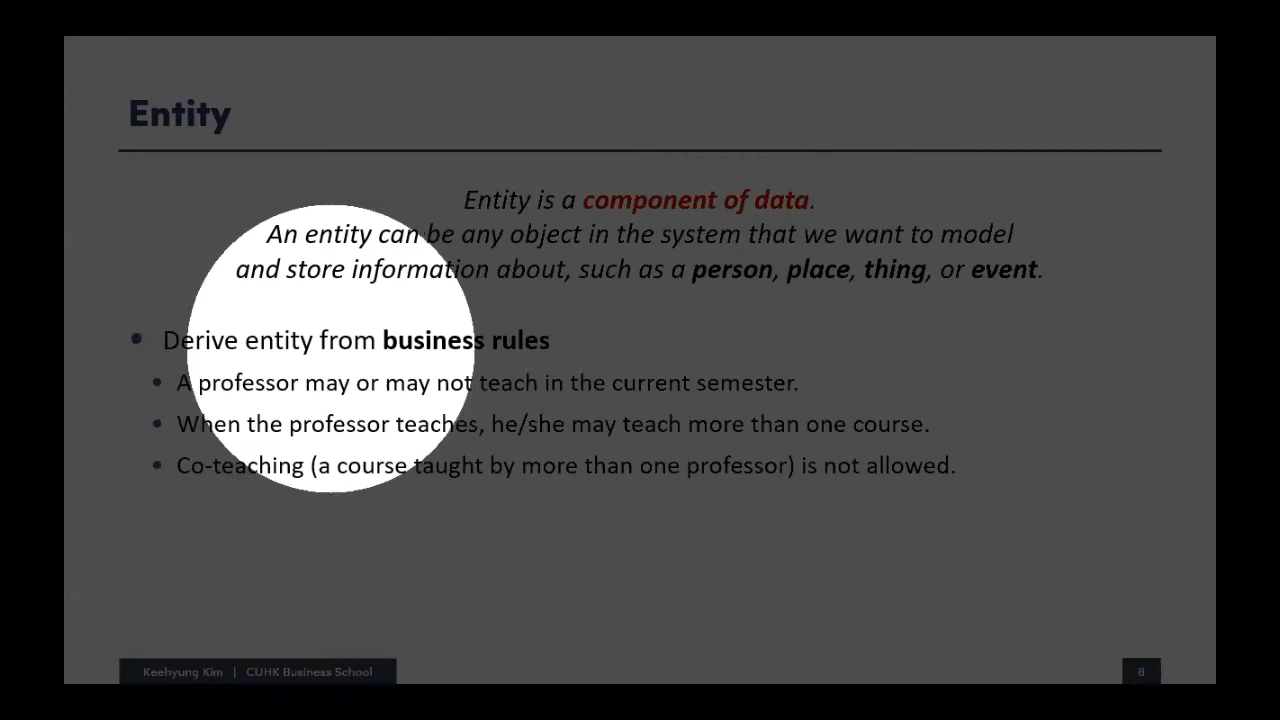 Entity
Entity is a component of data.
An entity can be any object in the system that we want to model
and store information about, such as a person, place, thing, or event.
• Derive entity from business rules
• A professor may or may not teach in the current semester.
• When the professor teaches, he/she may teach more than one course.
• Co-teaching (a course taught by more than one professor) is not allowed.
Keehyung Kim | CUHK Business School
8